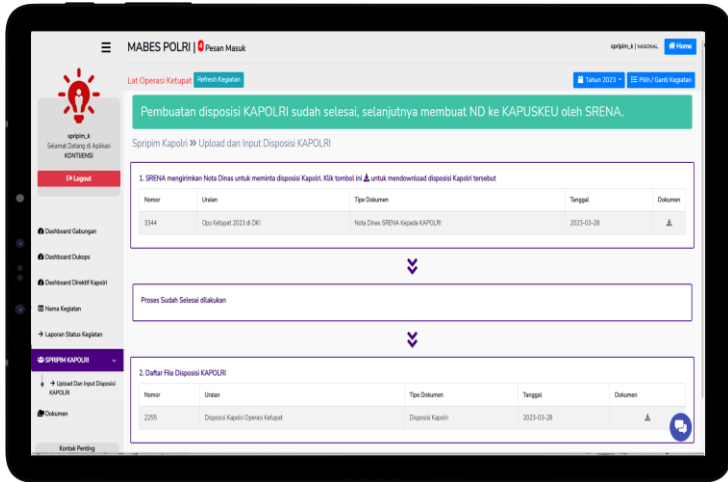 MABES POLRI | 4 Pesan Masuk
spripim_k | NASIONAL
Home
Lat Operasi Ketupat
Refresh Kegiatan
Tahun 2023
Pilih / Ganti Kegiatan
spripim_k
Selamat Datang di Aplikasi
KONTIJENSI
Logout
Dashboard Gabungan
Dashboard Dukops
Dashboard Direktif Kapolri
Nama Kegiatan
Laporan Status Kegiatan
SPRIPIM KAPOLRI
Upload Dan Input Disposisi
KAPOLRI
Dokumen
Kontak Penting
Pembuatan disposisi KAPOLRI sudah selesai, selanjutnya membuat ND ke KAPUSKEU oleh SRENA.
Spripim Kapolri » Upload dan Input Disposisi KAPOLRI
1. SRENA mengirimkan Nota Dinas untuk meminta disposisi Kapolri. Klik tombol ini untuk mendownload disposisi Kapolri tersebut
Nomor Uraian Tipe Dokumen Tanggal Dokumen
3344 Ops Ketupat 2023 di DKI Nota Dinas SRENA Kepada KAPOLRI 2023-03-28
Proses Sudah Selesai dilakukan
2. Daftar File Disposisi KAPOLRI
Nomor Uraian Tipe Dokumen Tanggal Dokumen
2255 Disposisi Kapolri Operasi Ketupat Disposisi Kapolri 2023-03-28